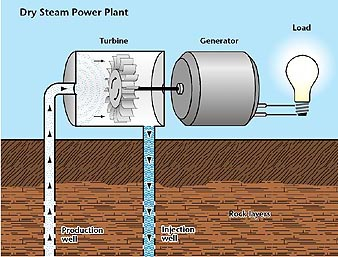 Dry Steam Power Plant
Load
Turbine
Generator
Rock layers
Production
well
Injection
well